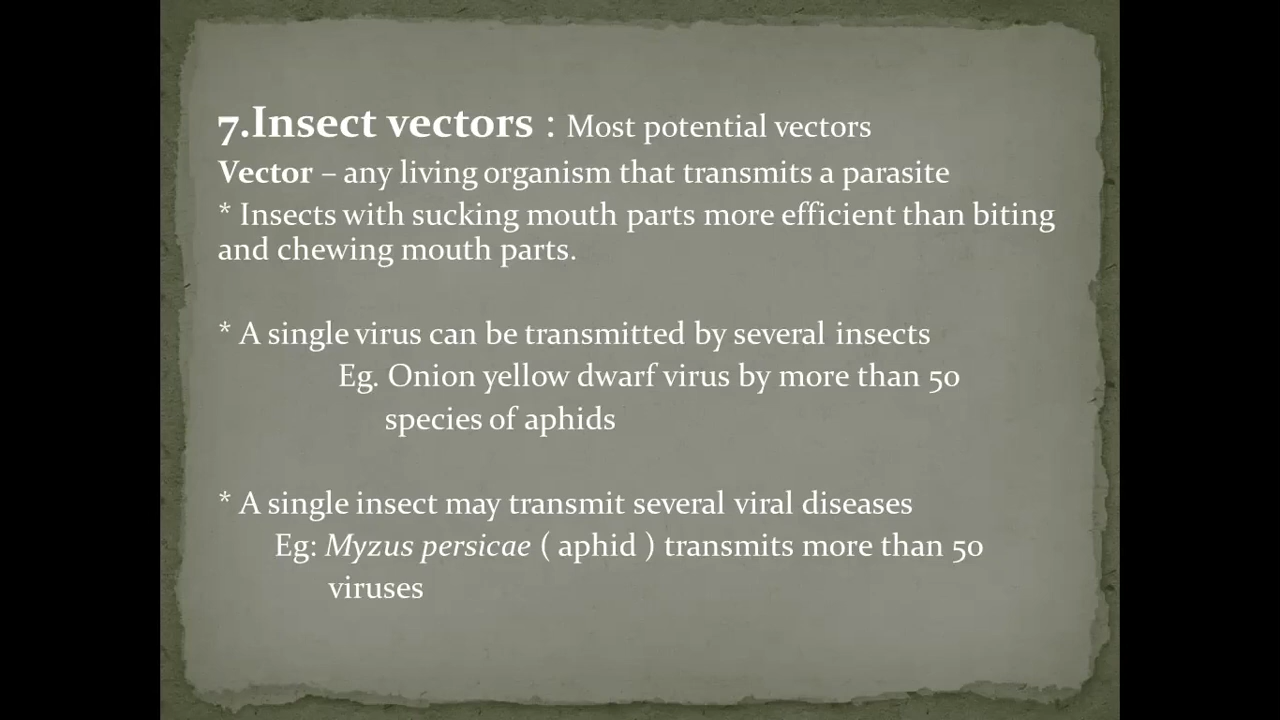 7.Insect vectors : Most potential vectors
Vector – any living organism that transmits a parasite
* Insects with sucking mouth parts more efficient than biting
and chewing mouth parts.
* A single virus can be transmitted by several insects
Eg. Onion yellow dwarf virus by more than 50
species of aphids
* A single insect may transmit several viral diseases
Eg: Myzus persicae ( aphid ) transmits more than 50
viruses